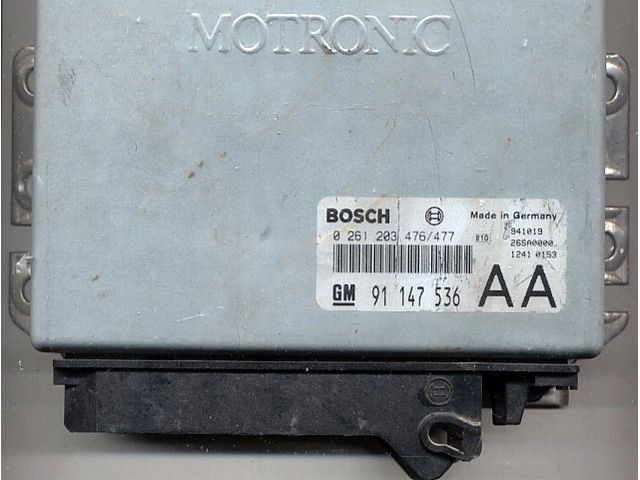 MOTRONIC
BOSCH Made in Germany
0 261 203 476/477 B10 941019
26SA0000
1241 0153
GM 91 147 536 AA